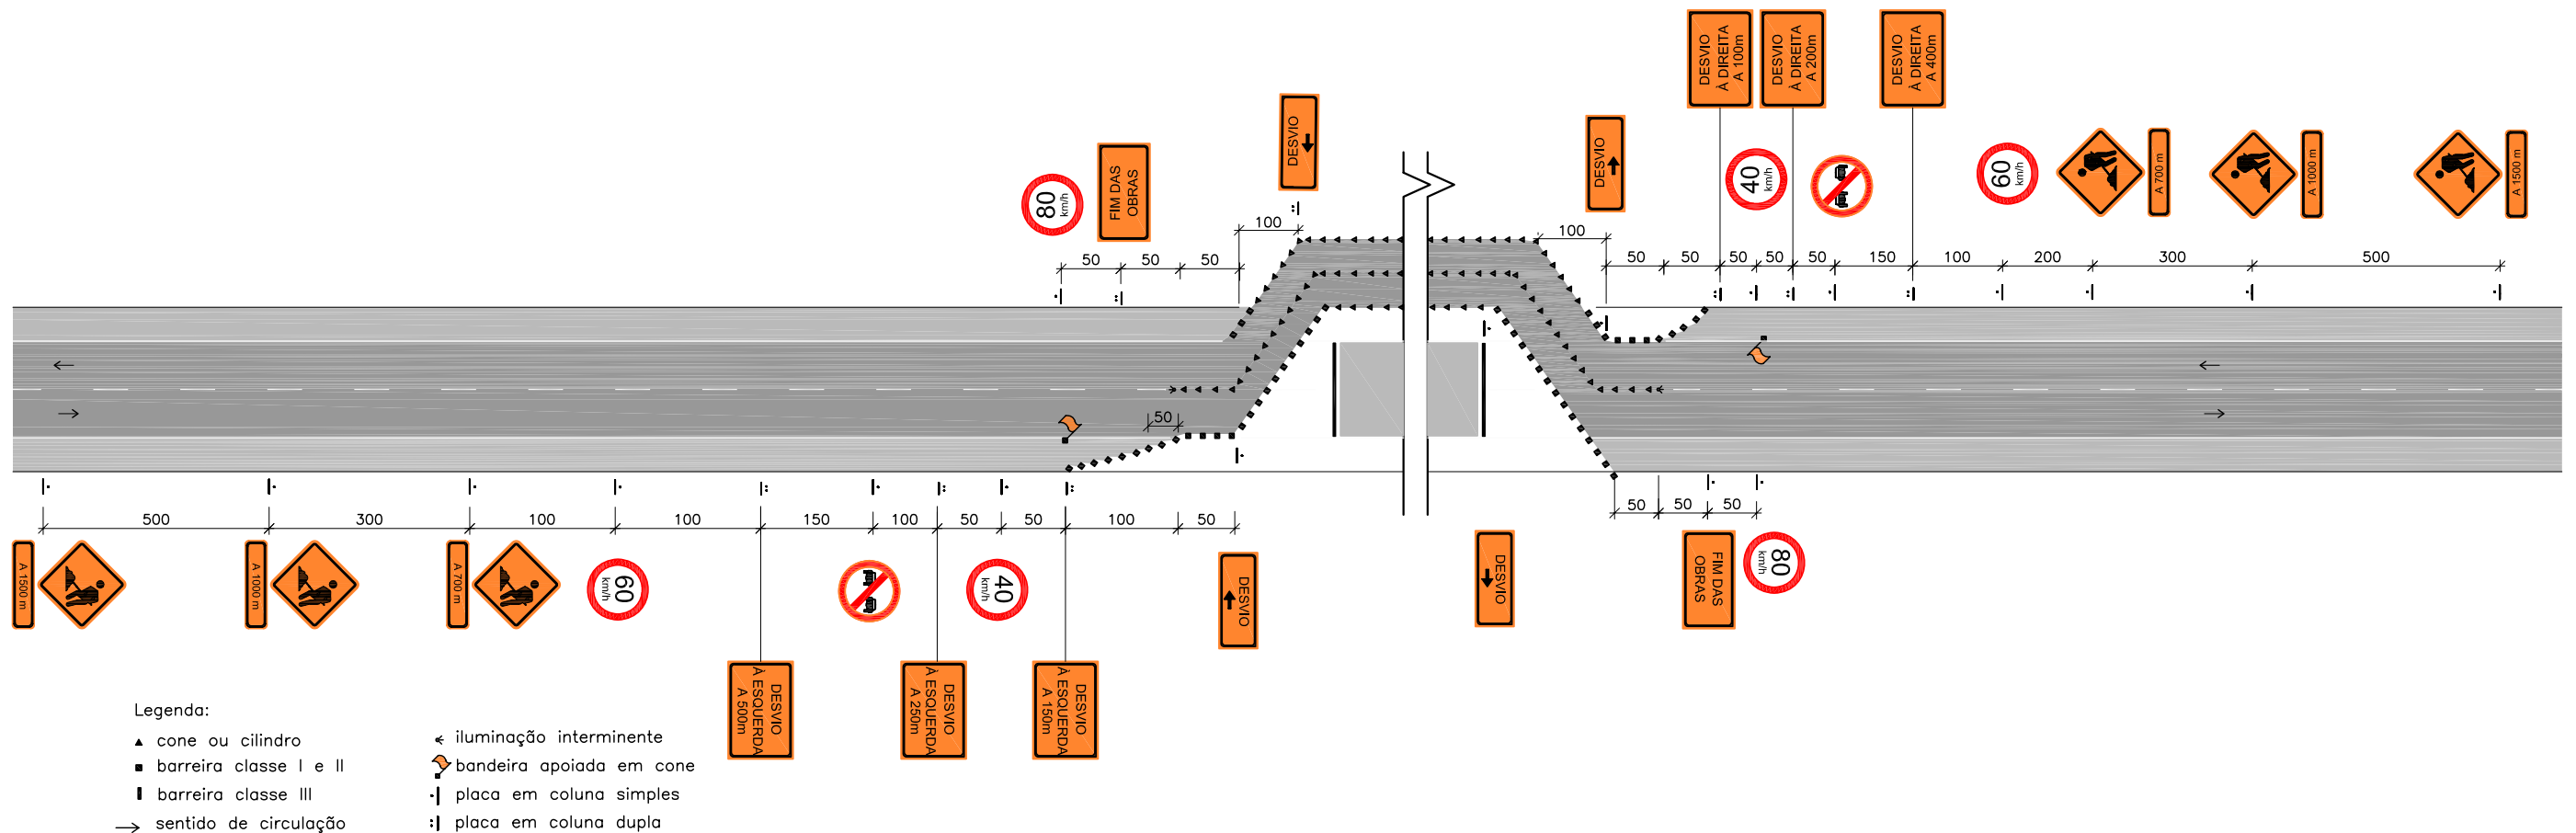 DESVIO
À DIREITA
A 100m
DESVIO
À DIREITA
A 200m
DESVIO
À DIREITA
A 400m
DESVIO
DESVIO
80
km/h
FIM DAS
OBRAS
40
km/h
60
km/h
A 700 m
A 1000 m
A 1500 m
100
100
50
50
50
50
50
50
50
50
150
100
200
300
500
50
500
300
100
100
150
100
50
50
100
50
50
50
50
A 1500 m
A 1000 m
A 700 m
60
km/h
40
km/h
DESVIO
DESVIO
FIM DAS
OBRAS
80
km/h
DESVIO
À ESQUERDA
A 500m
DESVIO
À ESQUERDA
A 250m
DESVIO
À ESQUERDA
A 150m
Legenda:
cone ou cilindro
barreira classe I e II
barreira classe III
sentido de circulação
iluminação interminente
bandeira apoiada em cone
placa em coluna simples
placa em coluna dupla